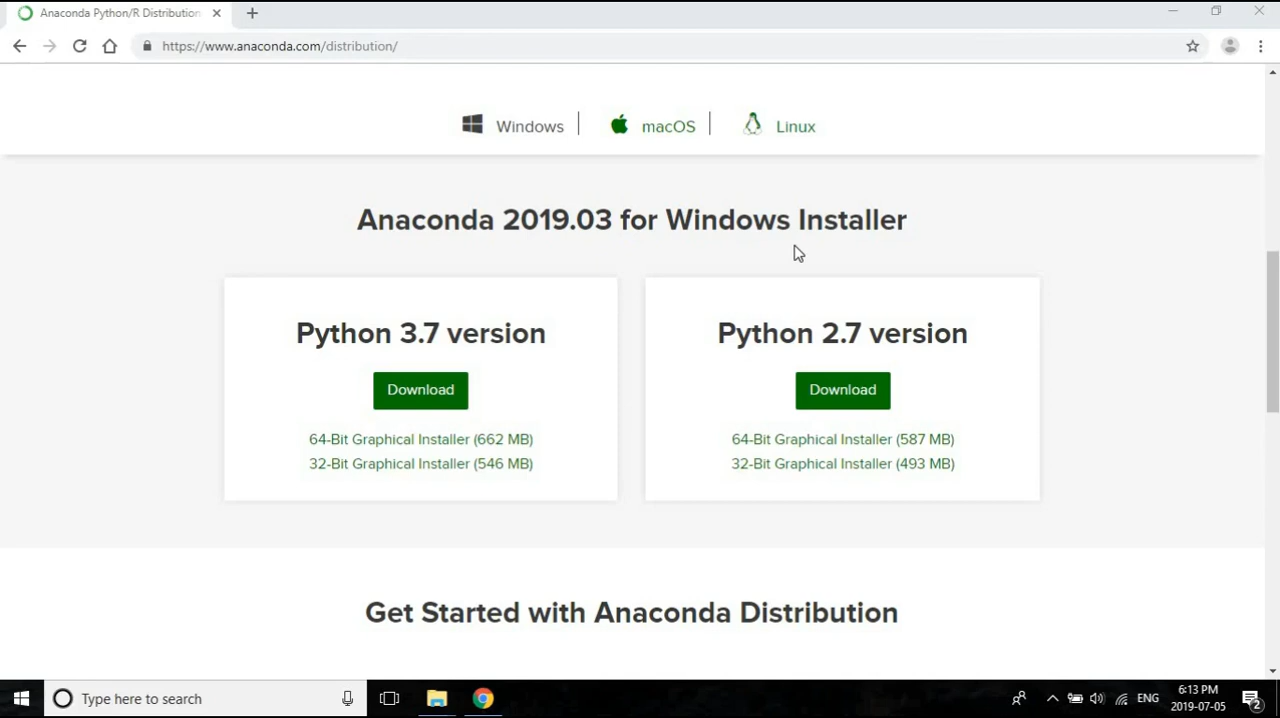 Anaconda Python/R Distribution
https://www.anaconda.com/distribution/
Windows macOS Linux
Anaconda 2019.03 for Windows Installer
Python 3.7 version
Download
64-Bit Graphical Installer (662 MB)
32-Bit Graphical Installer (546 MB)
Python 2.7 version
Download
64-Bit Graphical Installer (587 MB)
32-Bit Graphical Installer (493 MB)
Get Started with Anaconda Distribution
Type here to search
ENG
6:13 PM
2019-07-05
2